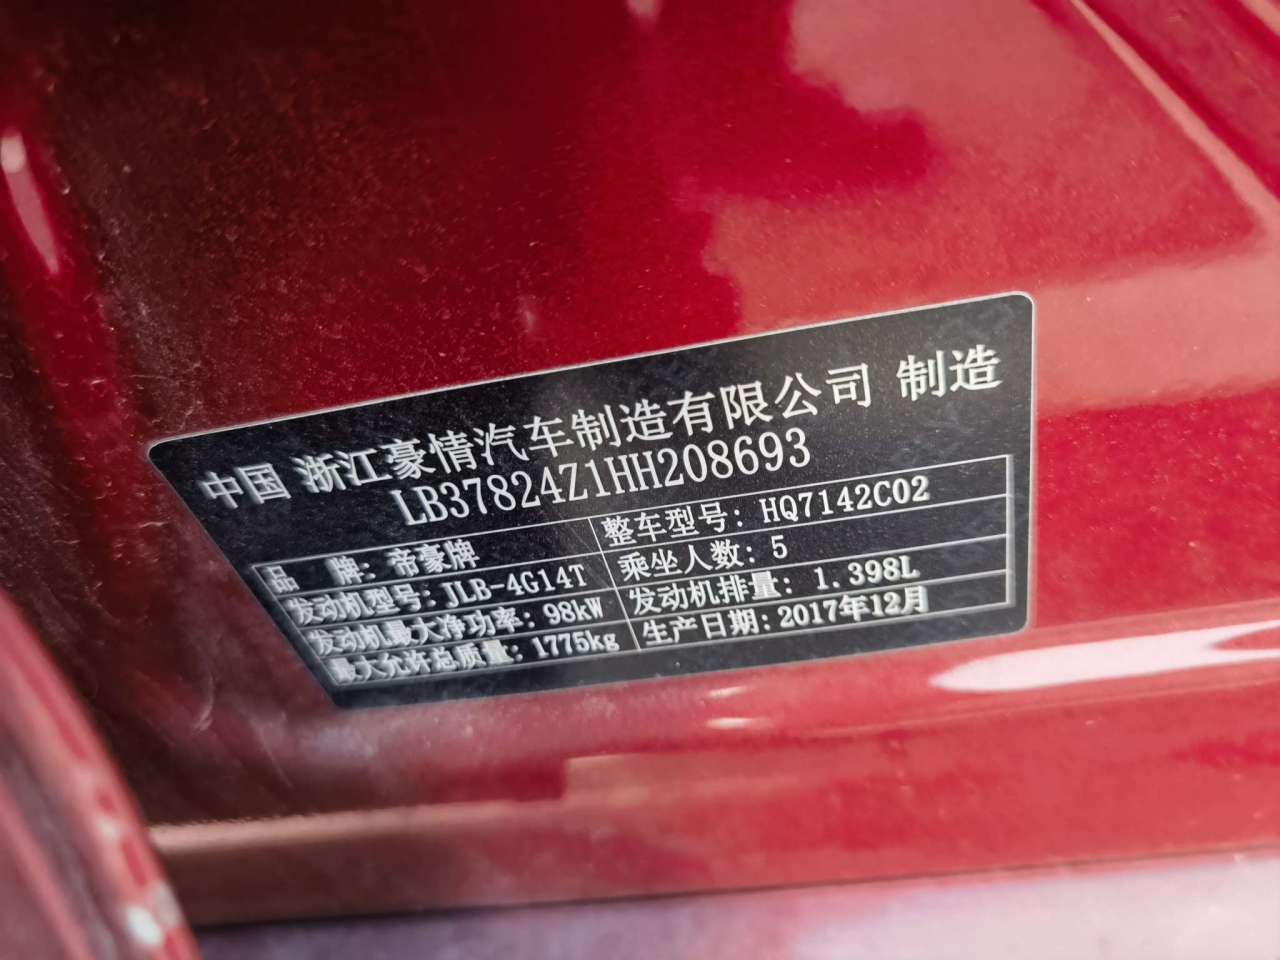 中国 浙江豪情汽车制造有限公司 制造
LB37824Z1HH208693
品 牌: 帝豪牌 整车型号: HQ7142C02
发动机型号: JLB-4G14T 乘坐人数: 5
发动机最大净功率: 98kW 发动机排量: 1.398L
最大允许总质量: 1775kg 生产日期: 2017年12月